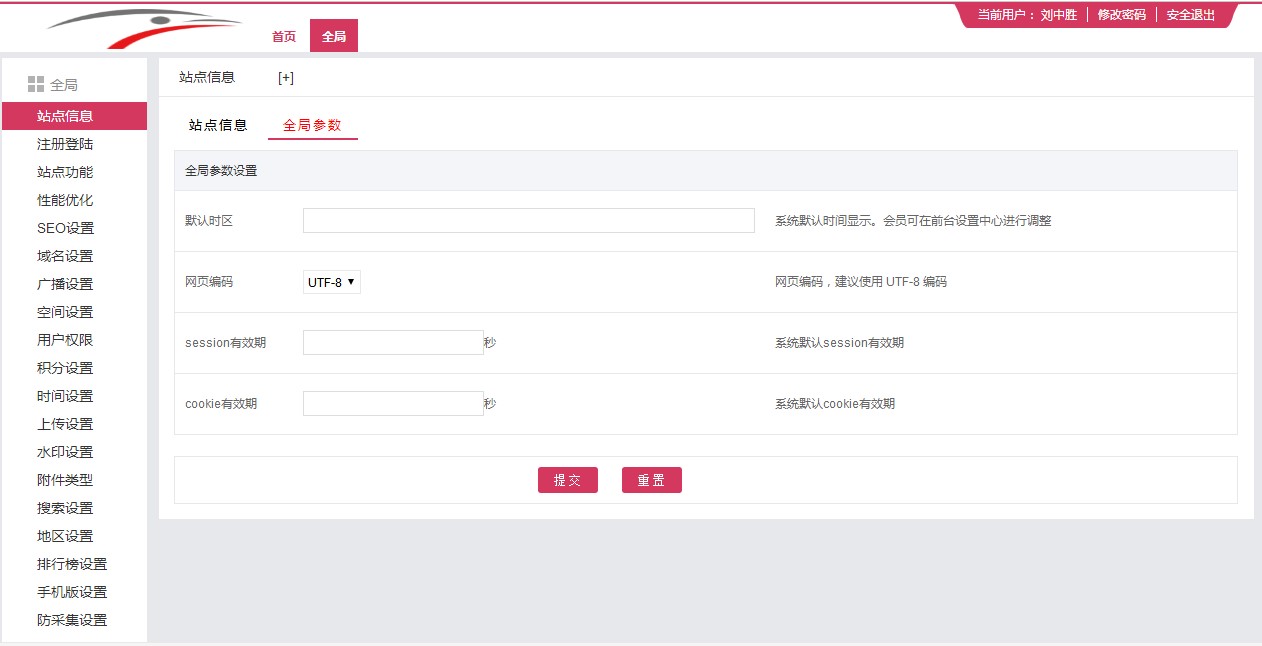 当前用户： 刘中胜 修改密码 安全退出
首页 全局
全局
站点信息
注册登陆
站点功能
性能优化
SEO设置
域名设置
广播设置
空间设置
用户权限
积分设置
时间设置
上传设置
水印设置
附件类型
搜索设置
地区设置
排行榜设置
手机版设置
防采集设置
站点信息 [+]
站点信息 全局参数
全局参数设置
默认时区 系统默认时间显示。会员可在前台设置中心进行调整
网页编码 UTF-8 网页编码，建议使用 UTF-8 编码
session有效期 秒 系统默认session有效期
cookie有效期 秒 系统默认cookie有效期
提交 重置